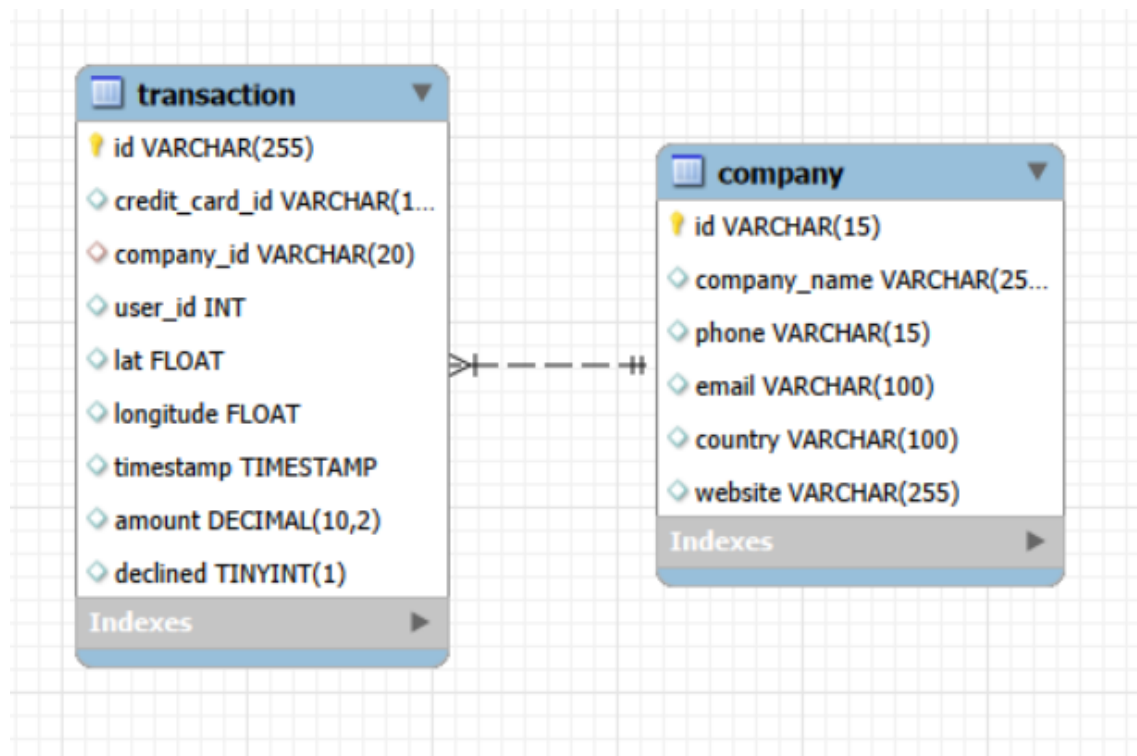 transaction
id VARCHAR(255)
credit_card_id VARCHAR(1...
company_id VARCHAR(20)
user_id INT
lat FLOAT
longitude FLOAT
timestamp TIMESTAMP
amount DECIMAL(10,2)
declined TINYINT(1)
Indexes
company
id VARCHAR(15)
company_name VARCHAR(25...
phone VARCHAR(15)
email VARCHAR(100)
country VARCHAR(100)
website VARCHAR(255)
Indexes